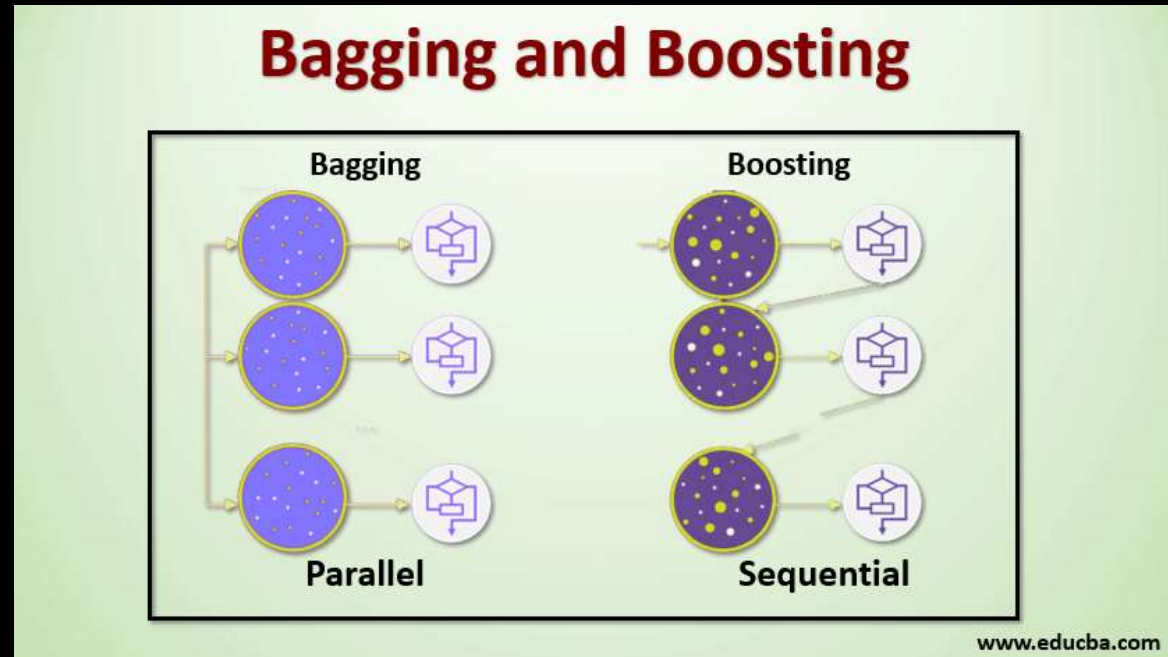 Bagging and Boosting
Bagging
Boosting
Parallel
Sequential
www.educba.com